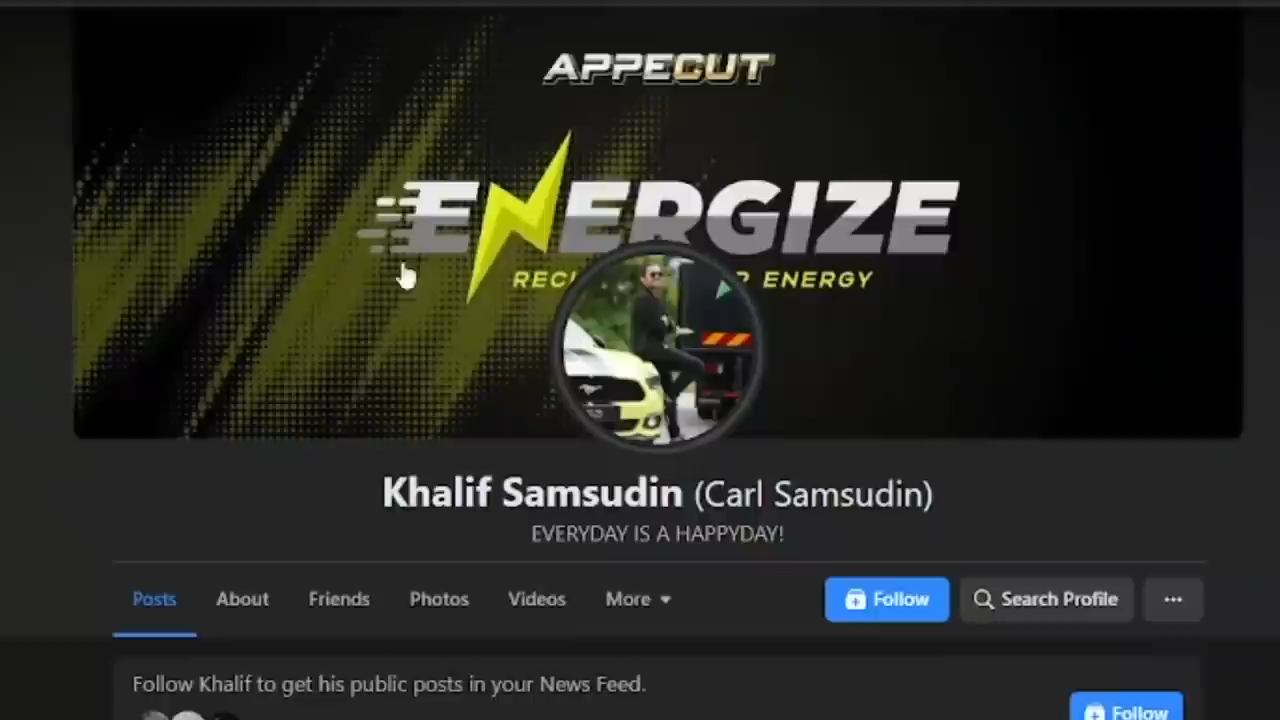 APPECUT
ENERGIZE
ENERGY
Khalif Samsudin (Carl Samsudin)
EVERYDAY IS A HAPPYDAY!
Posts About Friends Photos Videos More Follow Search Profile ...
Follow Khalif to get his public posts in your News Feed.
Follow